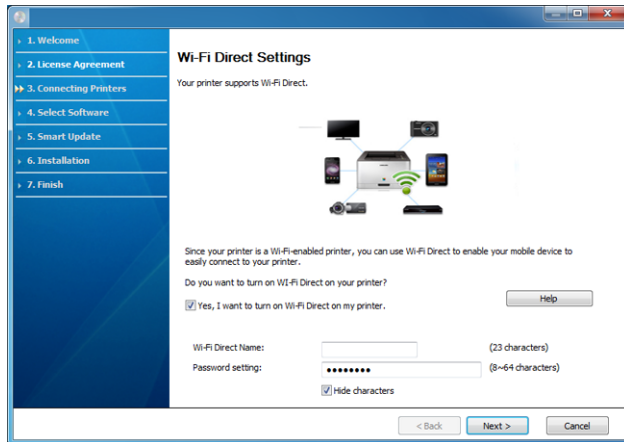 1. Welcome
2. License Agreement
3. Connecting Printers
4. Select Software
5. Smart Update
6. Installation
7. Finish
Wi-Fi Direct Settings
Your printer supports Wi-Fi Direct.
Since your printer is a Wi-Fi-enabled printer, you can use Wi-Fi Direct to enable your mobile device to
easily connect to your printer.
Do you want to turn on WI-Fi Direct on your printer?
Yes, I want to turn on Wi-Fi Direct on my printer.
Help
Wi-Fi Direct Name: (23 characters)
Password setting: •••••••• (8~64 characters)
Hide characters
< Back Next > Cancel